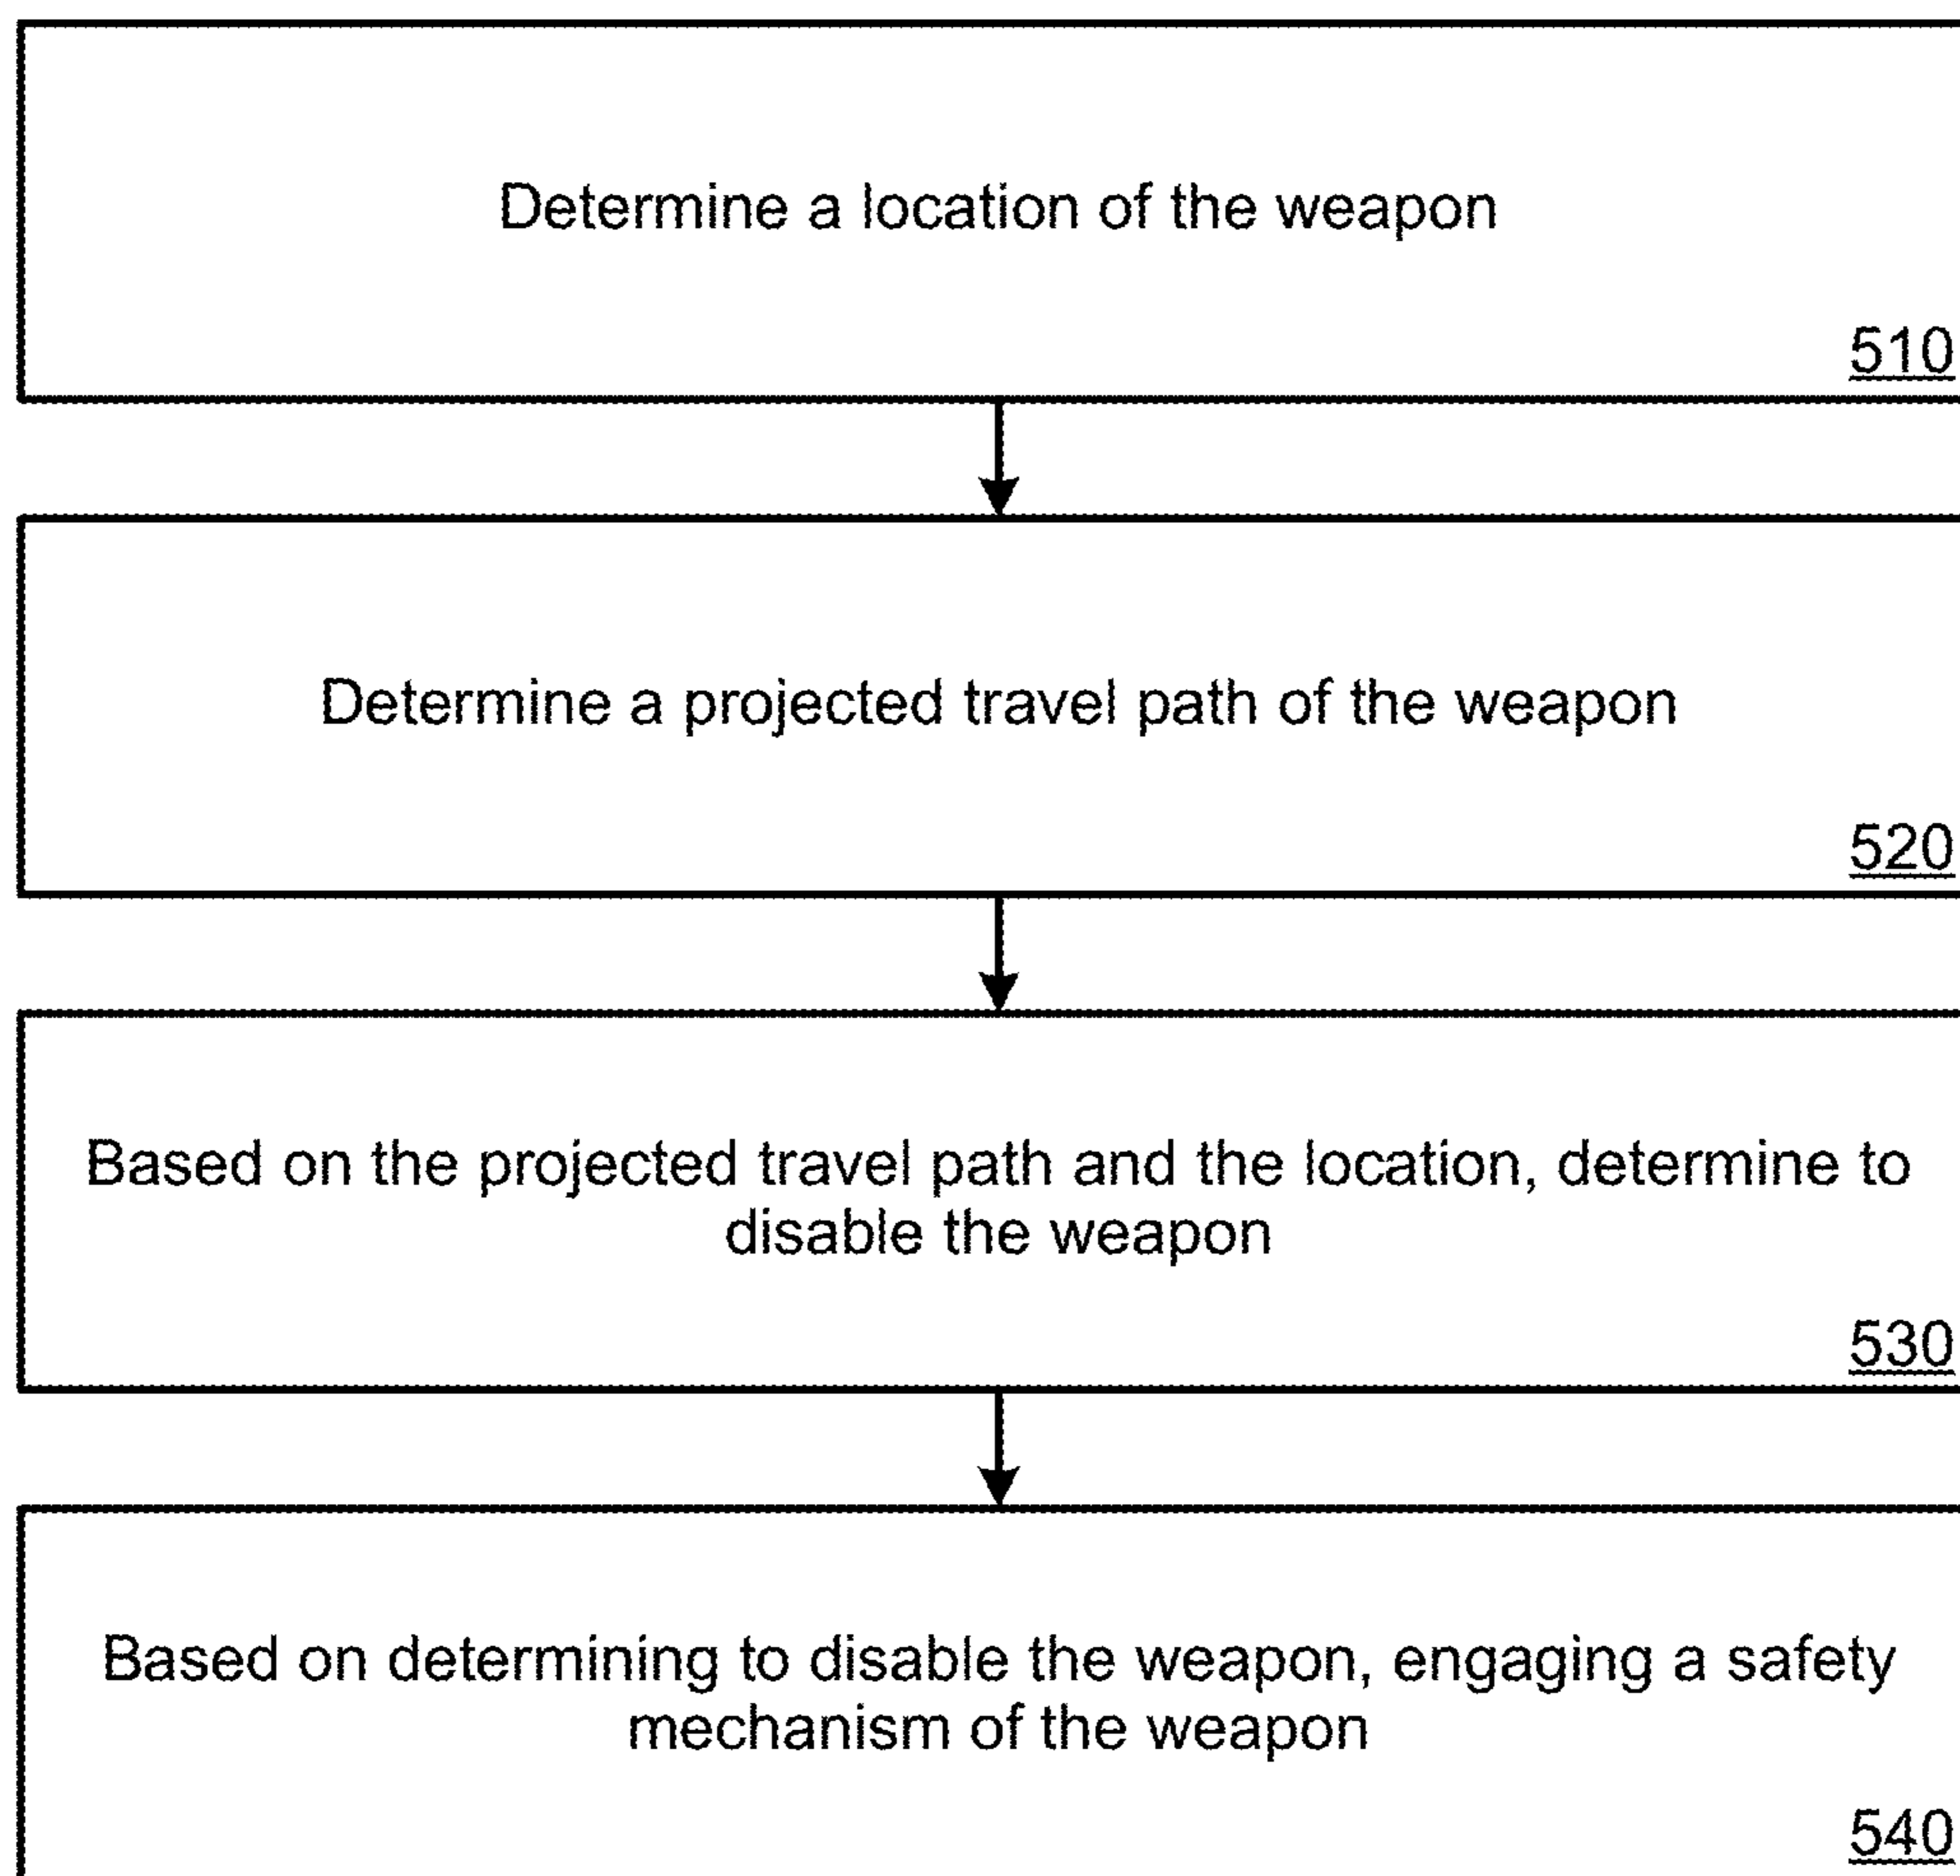 Determine a location of the weapon
510
Determine a projected travel path of the weapon
520
Based on the projected travel path and the location, determine to
disable the weapon
530
Based on determining to disable the weapon, engaging a safety
mechanism of the weapon
540